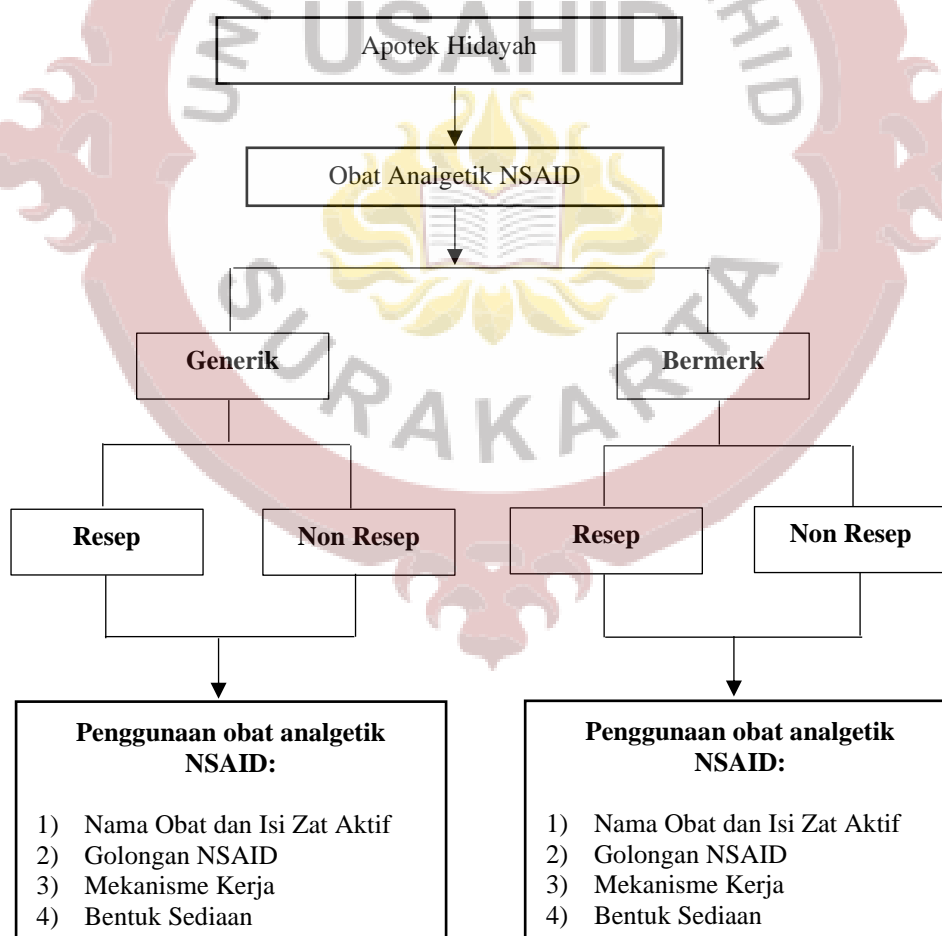 UNI
HID
USAHID
SURAKARTA
Apotek Hidayah
Obat Analgetik NSAID
Generik
Bermerk
Resep
Non Resep
Resep
Non Resep
Penggunaan obat analgetik
NSAID:
1) Nama Obat dan Isi Zat Aktif
2) Golongan NSAID
3) Mekanisme Kerja
4) Bentuk Sediaan
Penggunaan obat analgetik
NSAID:
1) Nama Obat dan Isi Zat Aktif
2) Golongan NSAID
3) Mekanisme Kerja
4) Bentuk Sediaan